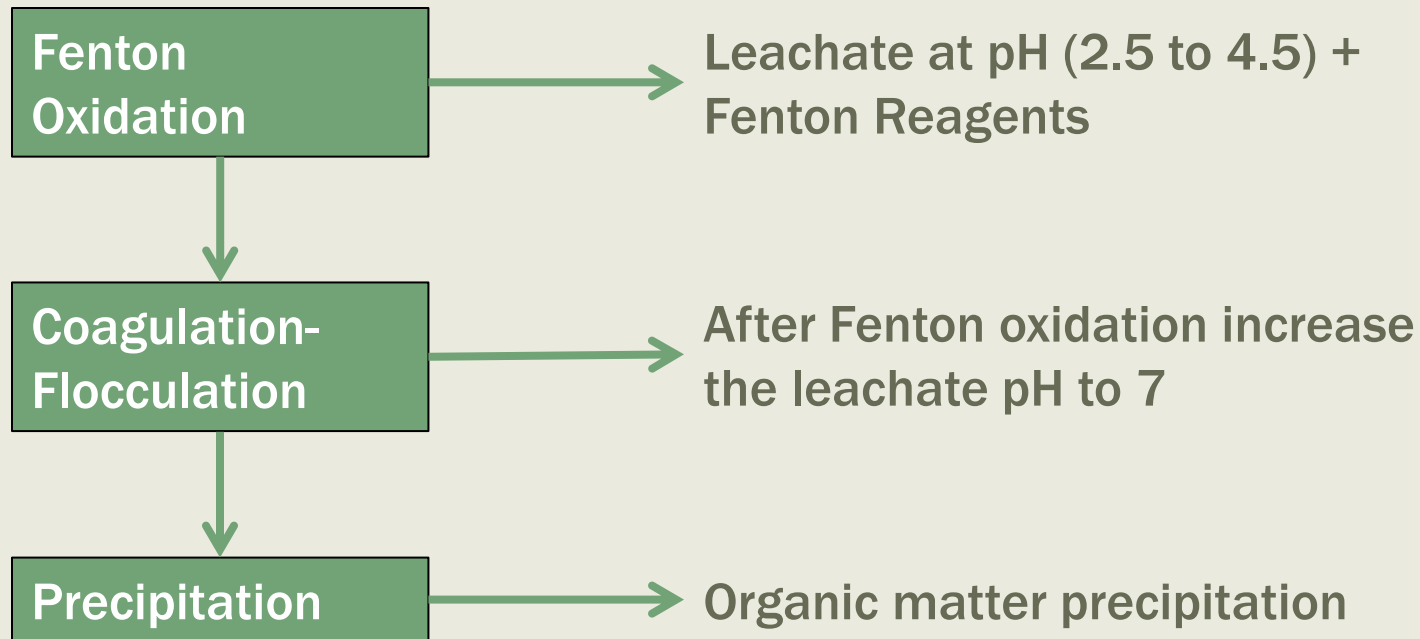 Fenton
Oxidation
Leachate at pH (2.5 to 4.5) +
Fenton Reagents
Coagulation-
Flocculation
After Fenton oxidation increase
the leachate pH to 7
Precipitation
Organic matter precipitation